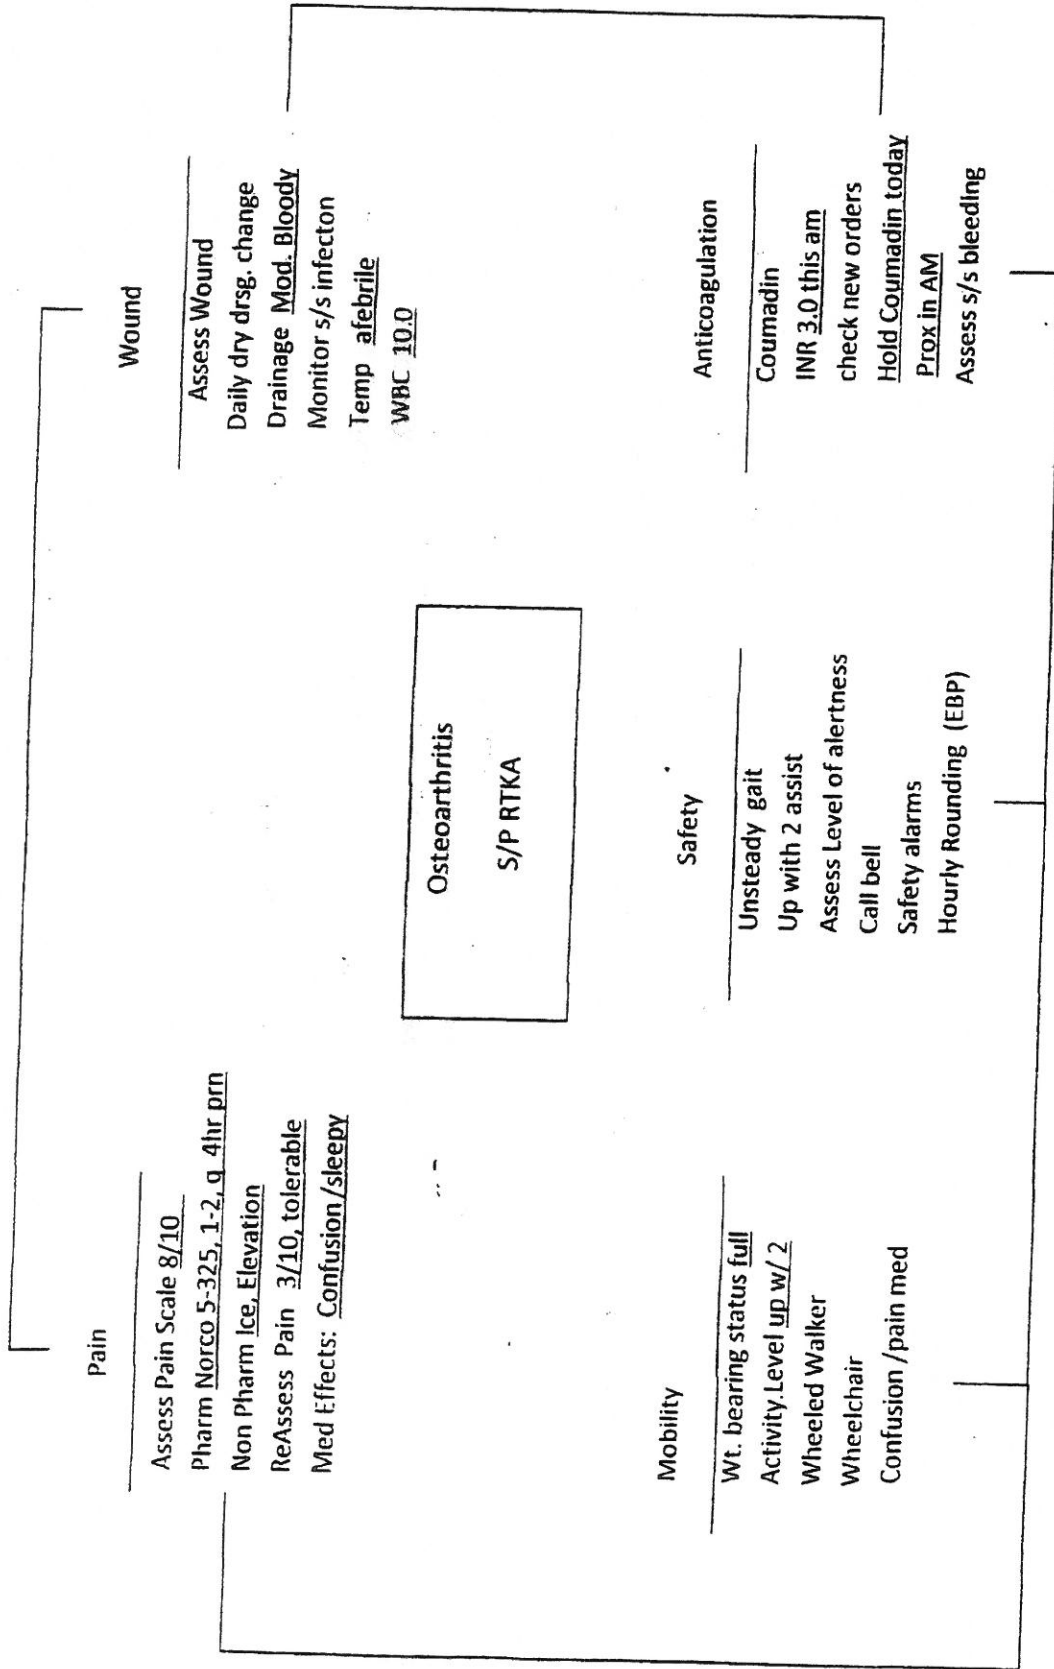 Pain
Assess Pain Scale 8/10
Pharm Norco 5-325, 1-2, q 4hr prn
Non Pharm Ice, Elevation
ReAssess Pain 3/10, tolerable
Med Effects: Confusion/sleepy
Wound
Assess Wound
Daily dry drsg. change
Drainage Mod. Bloody
Monitor s/s infecton
Temp afebrile
WBC 10.0
Osteoarthritis
S/P RTKA
Mobility
Wt. bearing status full
Activity.Level up w/ 2
Wheeled Walker
Wheelchair
Confusion /pain med
Safety
Unsteady gait
Up with 2 assist
Assess Level of alertness
Call bell
Safety alarms
Hourly Rounding (EBP)
Anticoagulation
Coumadin
INR 3.0 this am
check new orders
Hold Coumadin today
Prox in AM
Assess s/s bleeding